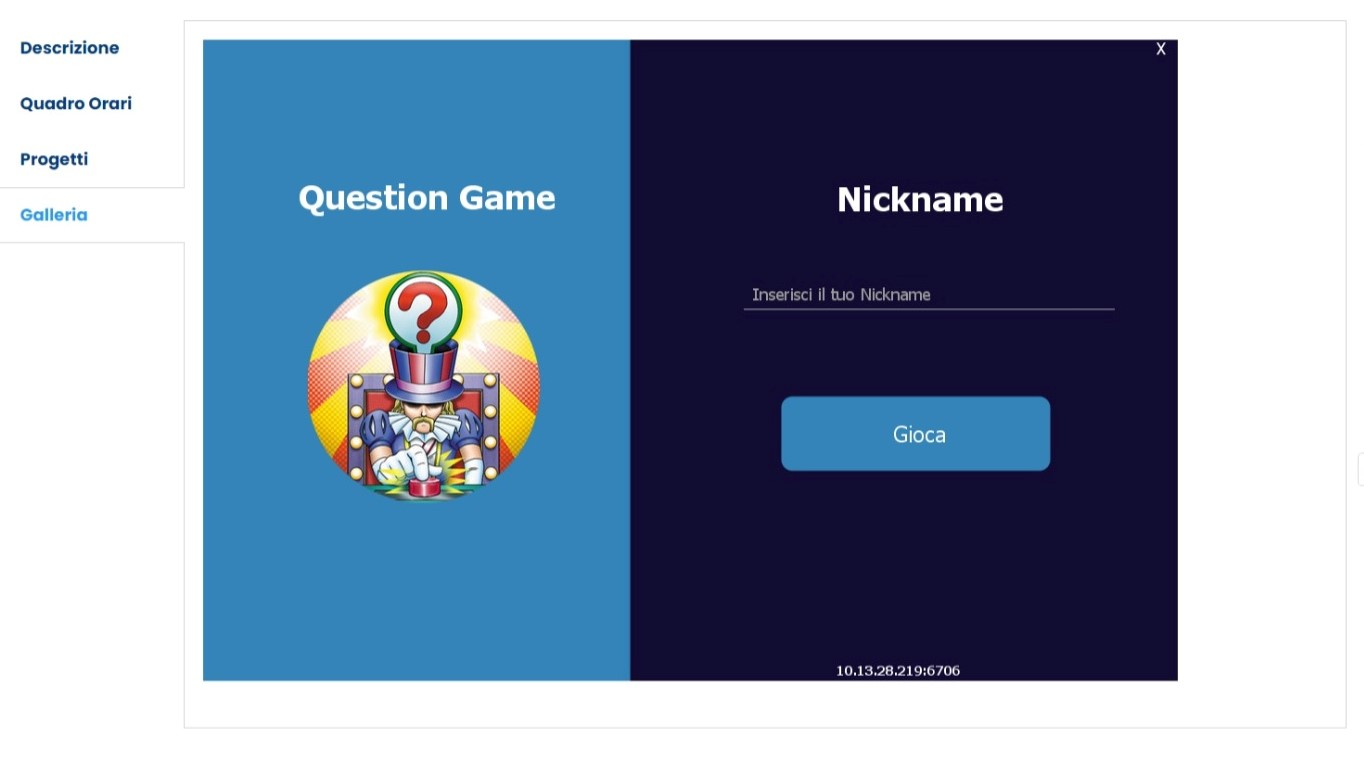 Descrizione
Quadro Orari
Progetti
Galleria
X
Question Game
?
Nickname
Inserisci il tuo Nickname
Gioca
10.13.28.219:6706